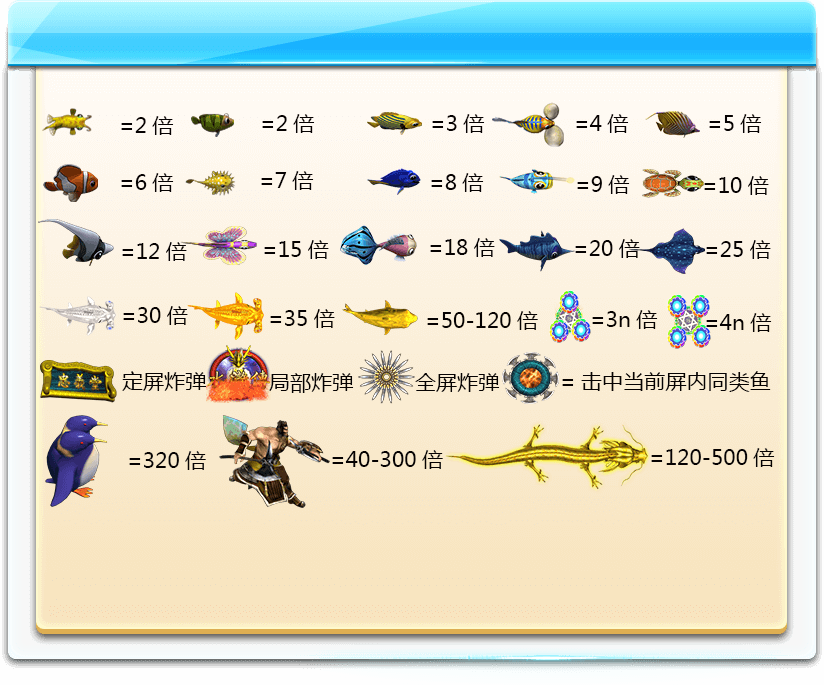 =2 倍 =2 倍 =3 倍 =4 倍 =5 倍
=6 倍 =7 倍 =8 倍 =9 倍 =10 倍
=12 倍 =15 倍 =18 倍 =20 倍 =25 倍
=30 倍 =35 倍 =50-120 倍 =3n 倍 =4n 倍
定屏炸弹 局部炸弹 全屏炸弹 = 击中当前屏内同类鱼
=320 倍 =40-300 倍 =120-500 倍